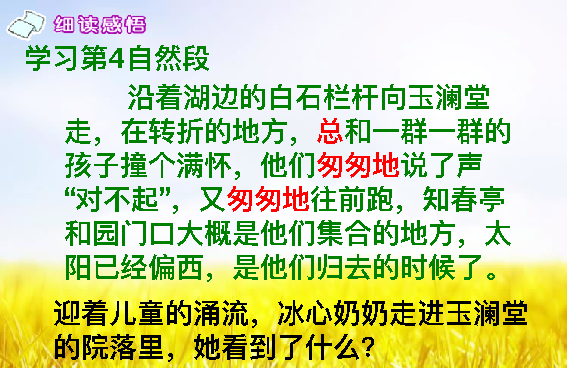 细读感悟
学习第4自然段
沿着湖边的白石栏杆向玉澜堂
走，在转折的地方，总和一群一群的
孩子撞个满怀，他们匆匆地说了声
“对不起”，又匆匆地往前跑，知春亭
和园门口大概是他们集合的地方，太
阳已经偏西，是他们归去的时候了。
迎着儿童的涌流，冰心奶奶走进玉澜堂
的院落里，她看到了什么？